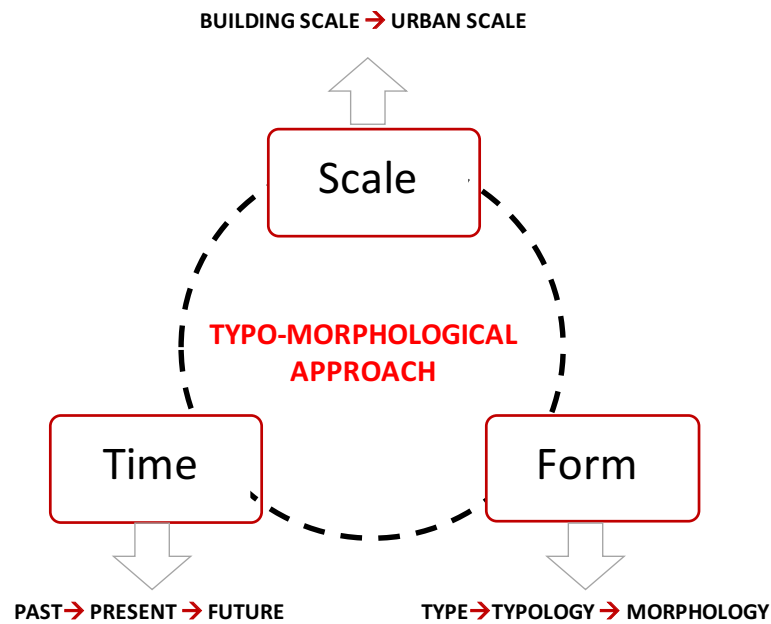 BUILDING SCALE → URBAN SCALE
Scale
TYPO-MORPHOLOGICAL
APPROACH
Time
Form
PAST → PRESENT → FUTURE
TYPE → TYPOLOGY → MORPHOLOGY